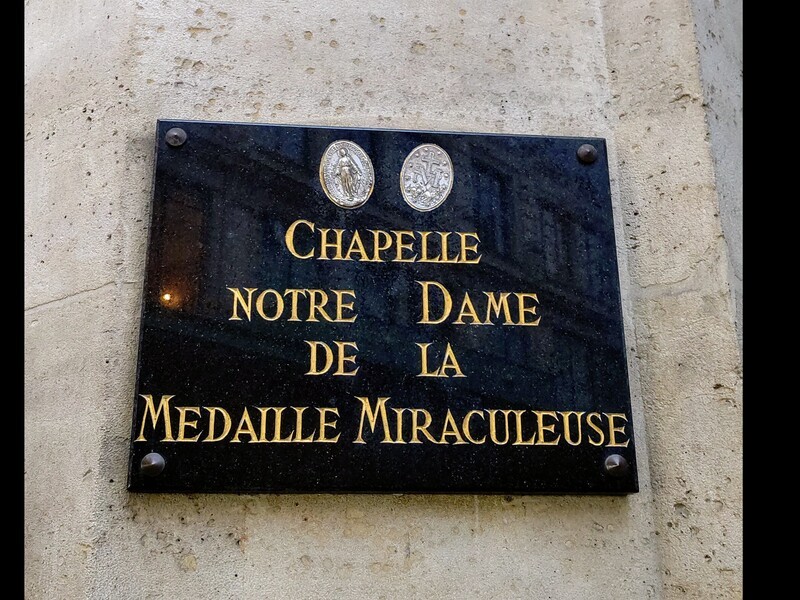 CHAPELLE
NOTRE DAME
DE LA
MEDAILLE MIRACULEUSE